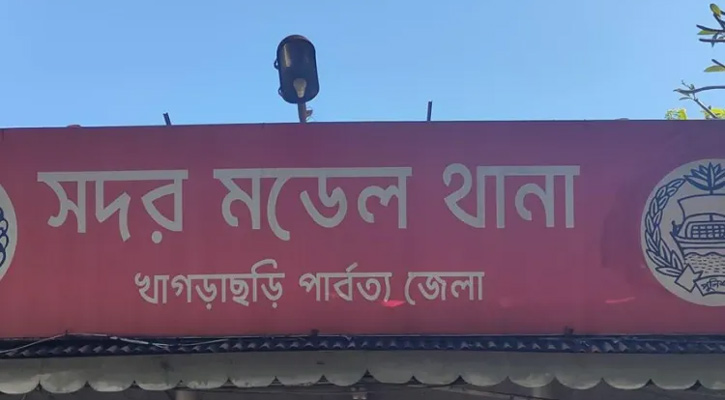 সদর মডেল থানা
খাগড়াছড়ি পার্বত্য জেলা
পুলিশ